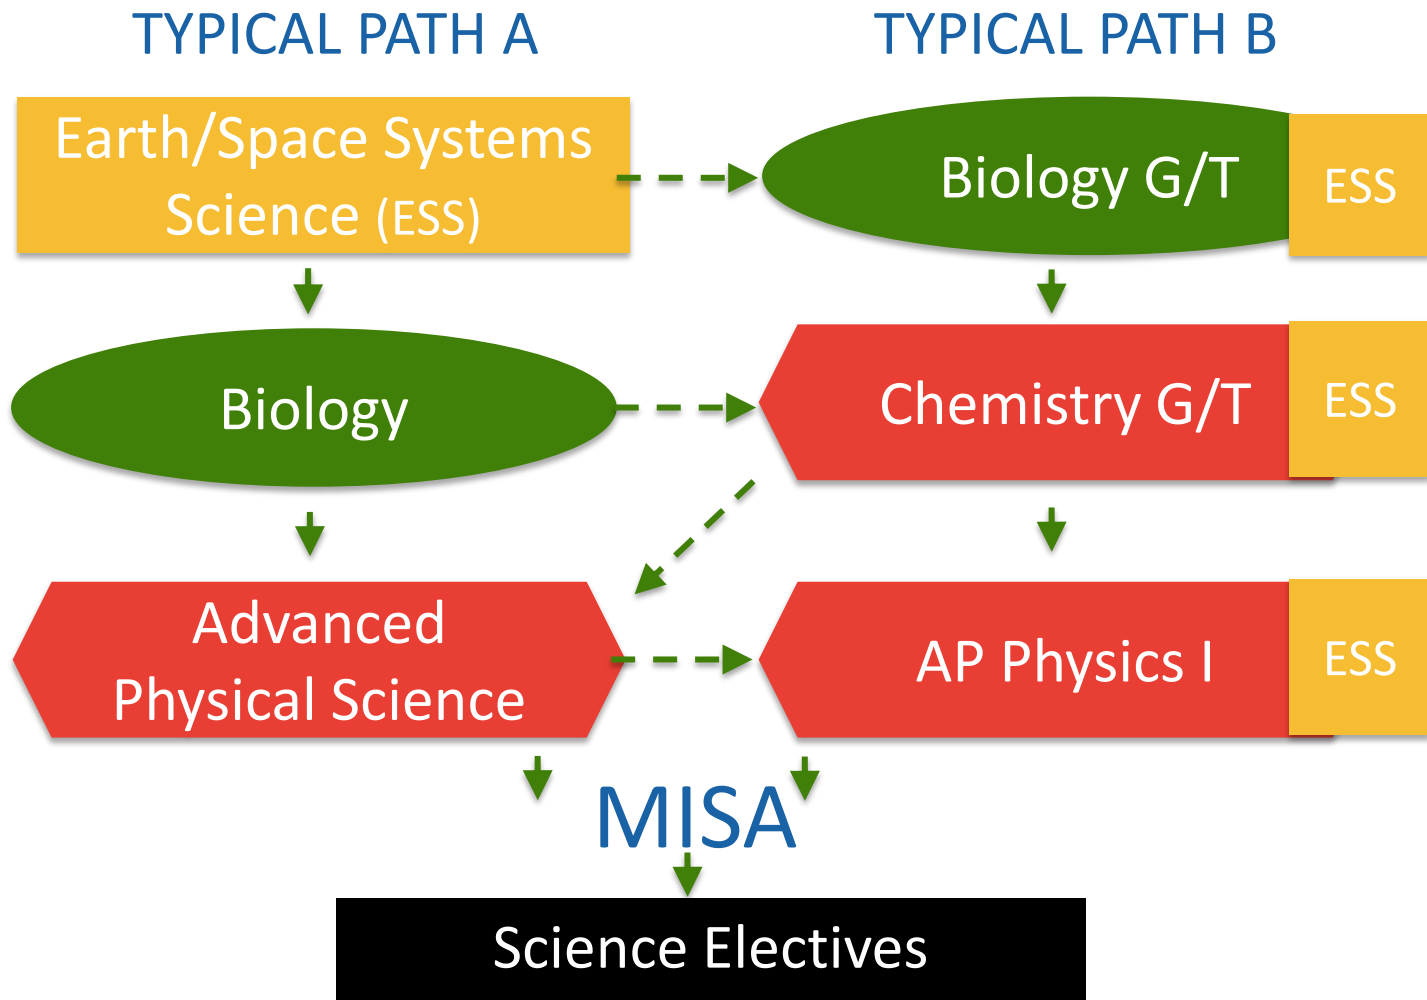 TYPICAL PATH A
TYPICAL PATH B
Earth/Space Systems
Science (ESS)
Biology G/T
ESS
Biology
Chemistry G/T
ESS
Advanced
Physical Science
AP Physics I
ESS
MISA
Science Electives